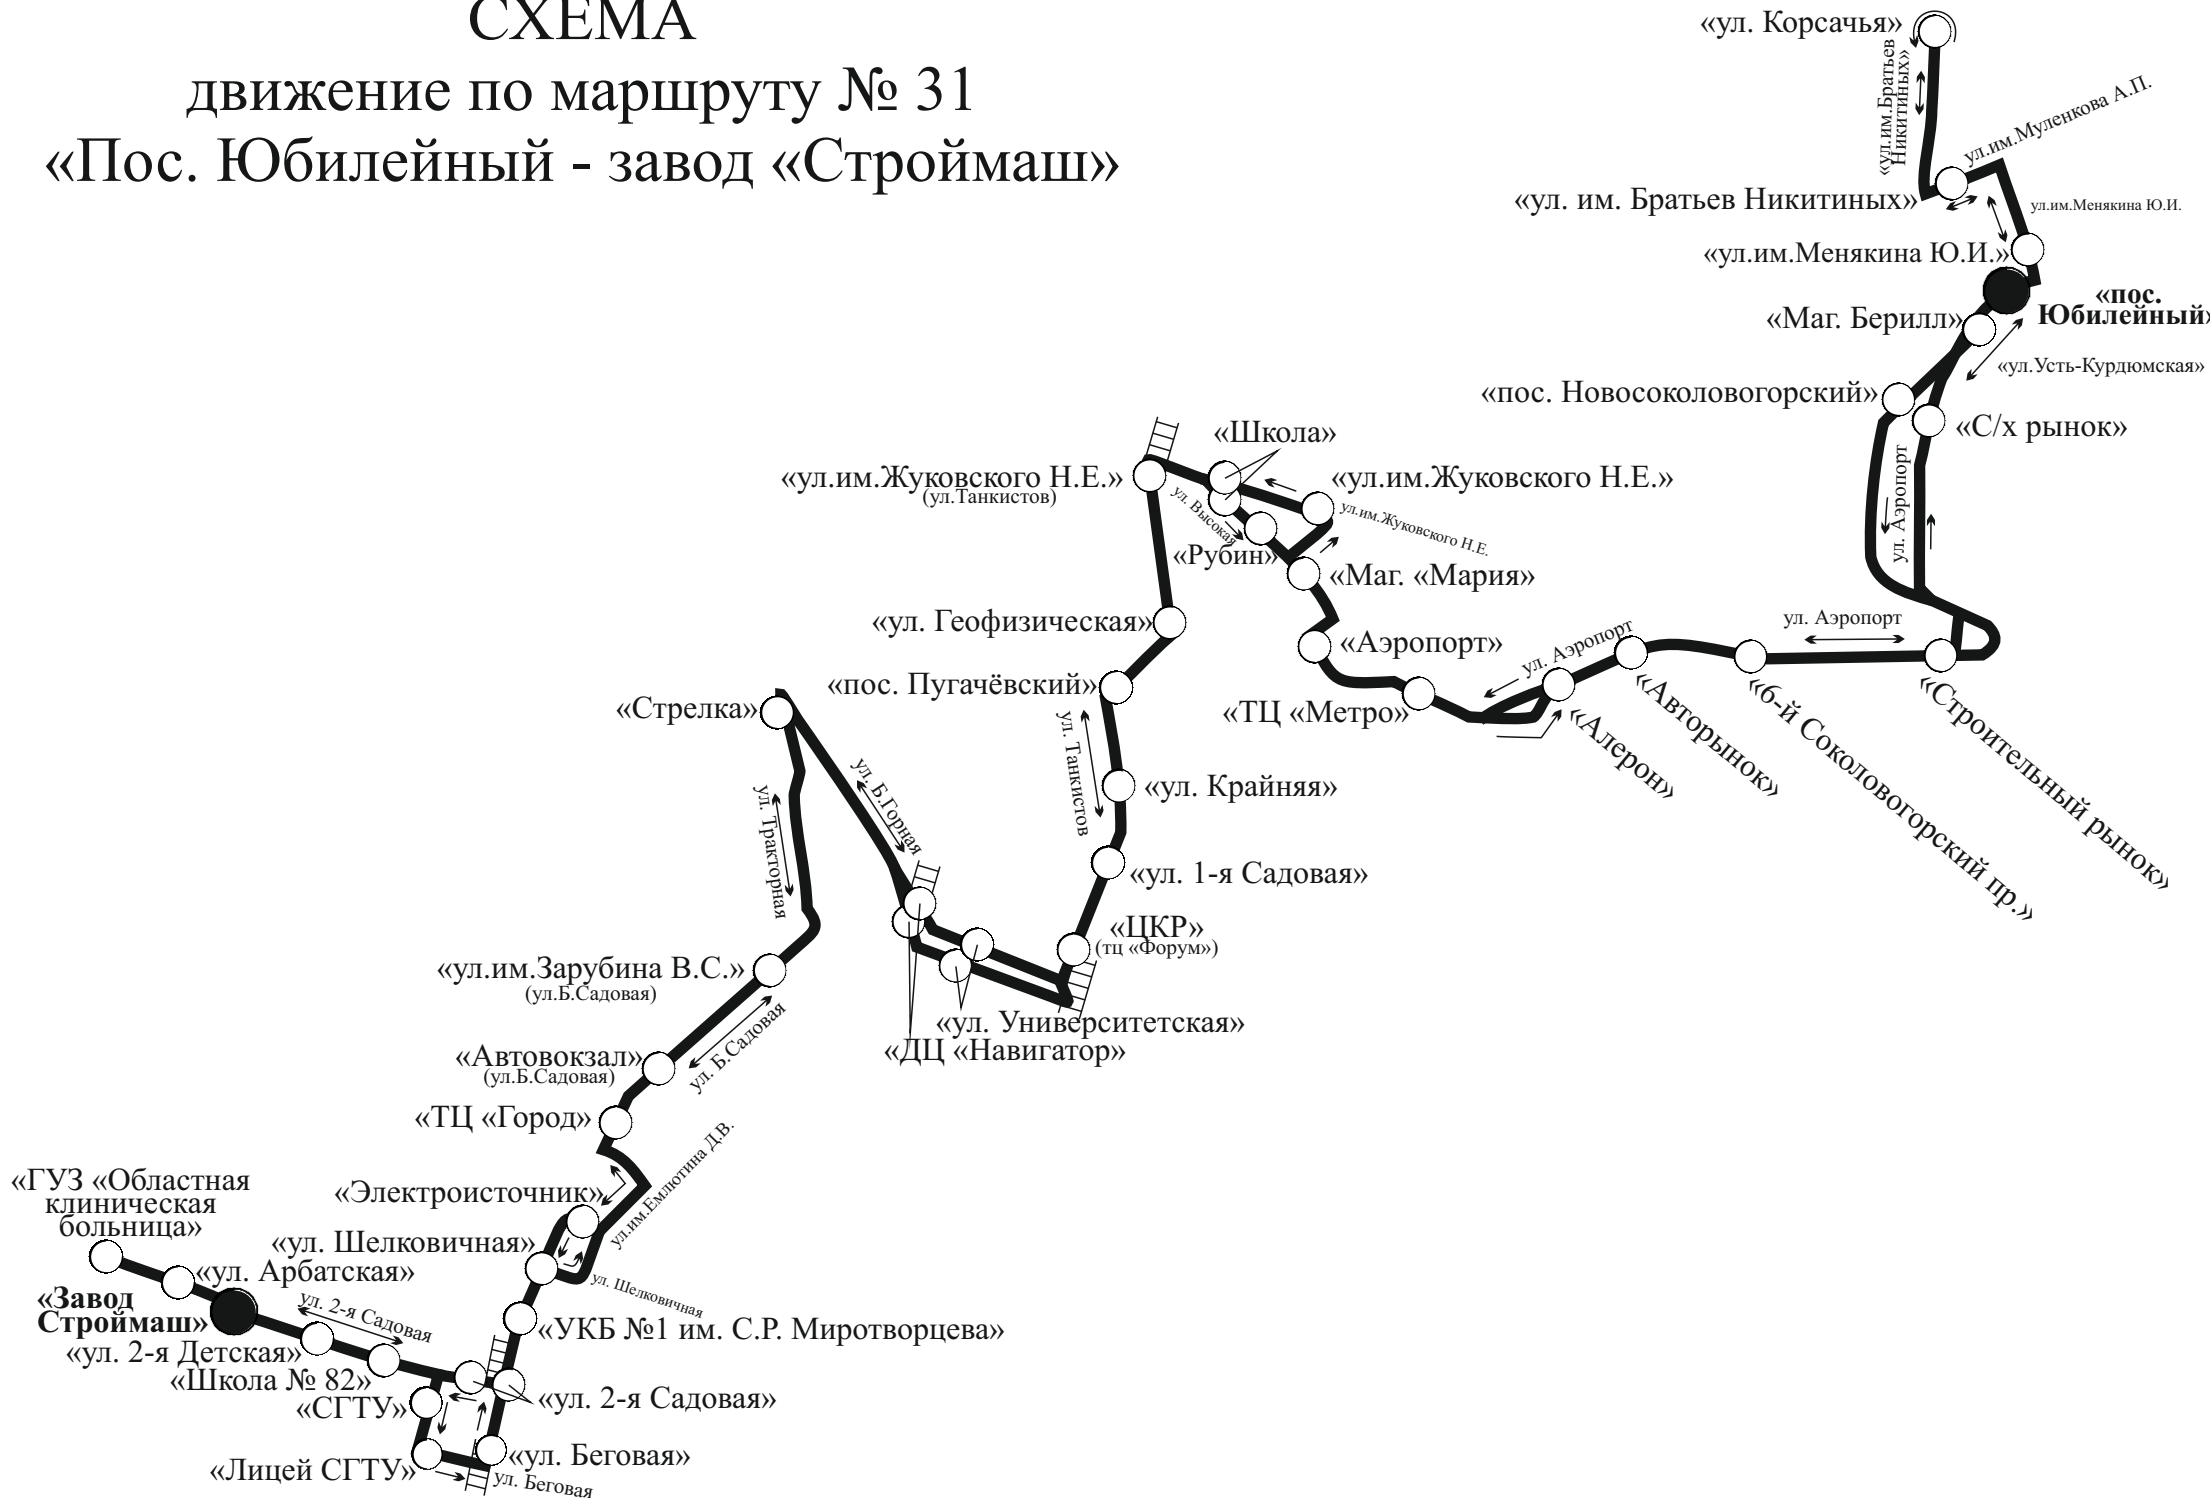 СХЕМА
движение по маршруту № 31
«Пос. Юбилейный - завод «Строймаш»
«ул. Корсачья»
«ул.им.Братьев
Никитиных»
ул.им.Муленкова А.П.
«ул. им. Братьев Никитиных»
ул.им.Менякина Ю.И.
«ул.им.Менякина Ю.И.»
«пос.
Юбилейный»
«Маг. Берилл»
«ул.Усть-Курдюмская»
«пос. Новосоколовогорский»
«С/х рынок»
ул. Аэропорт
«Школа»
«ул.им.Жуковского Н.Е.»
(ул.Танкистов)
«ул.им.Жуковского Н.Е.»
ул. Высокая
ул.им.Жуковского Н.Е.
«Рубин»
«Маг. «Мария»
«ул. Геофизическая»
«Аэропорт»
ул. Аэропорт
ул. Аэропорт
«пос. Пугачёвский»
«ТЦ «Метро»
«Алерон»
«Авторынок»
«6-й Соколовогорский пр.»
«Строительный рынок»
«Стрелка»
ул. Танкистов
ул. Б.Горная
ул. Тракторная
«ул. Крайняя»
«ул. 1-я Садовая»
«ЦКР»
(тц «Форум»)
«ул.им.Зарубина В.С.»
(ул.Б.Садовая)
«ул. Университетская»
«ДЦ «Навигатор»
ул. Б.Садовая
«Автовокзал»
(ул.Б.Садовая)
«ТЦ «Город»
ул.им.Емлютина Д.В.
«ГУЗ «Областная
клиническая
больница»
«Электроисточник»
«ул. Шелковичная»
«ул. Арбатская»
ул. Шелковичная
«Завод
Строймаш»
ул. 2-я Садовая
«УКБ №1 им. С.Р. Миротворцева»
«ул. 2-я Детская»
«Школа № 82»
«СГТУ»
«ул. 2-я Садовая»
«ул. Беговая»
«Лицей СГТУ»
ул. Беговая